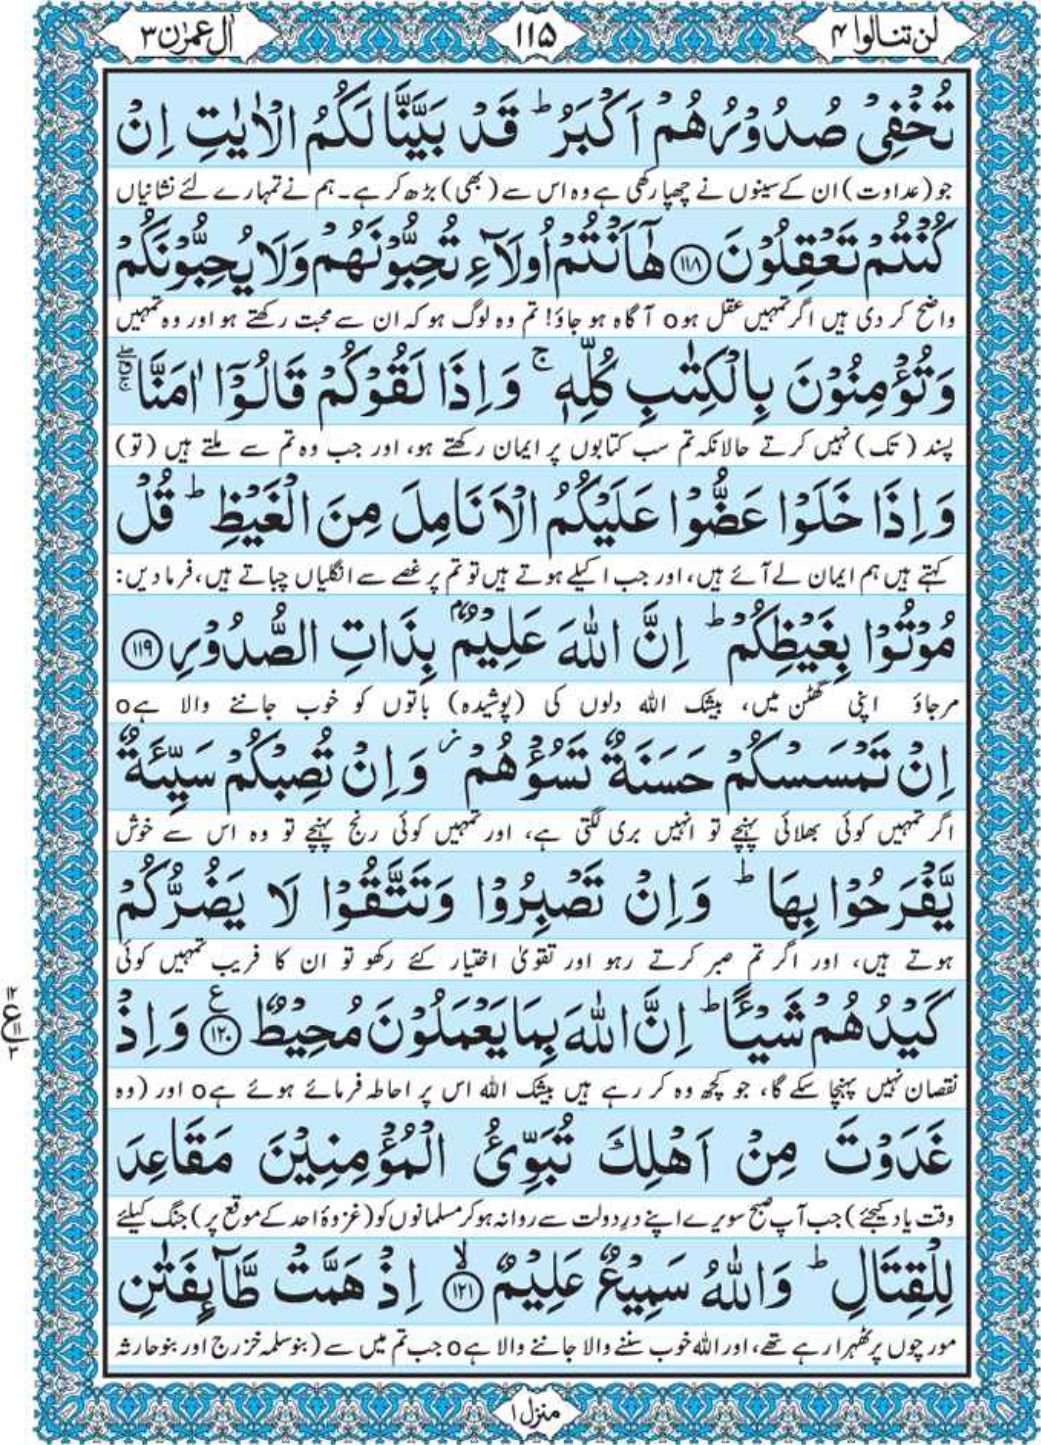 اٰل عمرٰن ۳
۱۱۵
لن تنالوا ۴
تُخْفِیْ صُدُوْرُهُمْ اَكْبَرُ ؕ قَدْ بَیَّنَّا لَكُمُ الْاٰیٰتِ اِنْ
جو (عداوت) ان کے سینوں نے چھپا رکھی ہے وہ اس سے (بھی) بڑھ کر ہے۔ ہم نے تمہارے لئے نشانیاں
كُنْتُمْ تَعْقِلُوْنَ ۝۱۱۸ هٰۤاَنْتُمْ اُولَآءِ تُحِبُّوْنَهُمْ وَلَا یُحِبُّوْنَكُمْ
واضح کر دی ہیں اگر تمہیں عقل ہو o آگاہ ہو جاؤ! تم وہ لوگ ہو کہ ان سے محبت رکھتے ہو اور وہ تمہیں
وَتُؤْمِنُوْنَ بِالْكِتٰبِ كُلِّهٖ ۚ وَاِذَا لَقُوْكُمْ قَالُوْۤا اٰمَنَّا
پسند (تک) نہیں کرتے حالانکہ تم سب کتابوں پر ایمان رکھتے ہو، اور جب وہ تم سے ملتے ہیں (تو)
وَاِذَا خَلَوْا عَضُّوْا عَلَیْكُمُ الْاَنَامِلَ مِنَ الْغَیْظِ ؕ قُلْ
کہتے ہیں ہم ایمان لے آئے ہیں، اور جب اکیلے ہوتے ہیں تو تم پر غصے سے انگلیاں چباتے ہیں، فرما دیں:
مُوْتُوْا بِغَیْظِكُمْ ؕ اِنَّ اللّٰهَ عَلِیْمٌۢ بِذَاتِ الصُّدُوْرِ ۝۱۱۹
مر جاؤ اپنی گھٹن میں، بیشک اللہ دلوں کی (پوشیدہ) باتوں کو خوب جاننے والا ہے o
اِنْ تَمْسَسْكُمْ حَسَنَةٌ تَسُؤْهُمْ ؗ وَاِنْ تُصِبْكُمْ سَیِّئَةٌ
اگر تمہیں کوئی بھلائی پہنچے تو انہیں بری لگتی ہے، اور تمہیں کوئی رنج پہنچے تو وہ اس سے خوش
یَّفْرَحُوْا بِهَا ؕ وَاِنْ تَصْبِرُوْا وَتَتَّقُوْا لَا یَضُرُّكُمْ
ہوتے ہیں، اور اگر تم صبر کرتے رہو اور تقویٰ اختیار کئے رکھو تو ان کا فریب تمہیں کوئی
كَیْدُهُمْ شَیْـًٔا ؕ اِنَّ اللّٰهَ بِمَا یَعْمَلُوْنَ مُحِیْطٌ ۝۱۲۰ ع وَاِذْ
۱۲
ع ۱۱
۳
نقصان نہیں پہنچا سکے گا، جو کچھ وہ کر رہے ہیں بیشک اللہ اس پر احاطہ فرمائے ہوئے ہے o اور (وہ
غَدَوْتَ مِنْ اَهْلِكَ تُبَوِّئُ الْمُؤْمِنِیْنَ مَقَاعِدَ
وقت یاد کیجئے) جب آپ صبح سویرے اپنے درِ دولت سے روانہ ہو کر مسلمانوں کو (غزوۂ احد کے موقع پر) جنگ کیلئے
لِلْقِتَالِ ؕ وَاللّٰهُ سَمِیْعٌ عَلِیْمٌ ۝۱۲۱ ۙ اِذْ هَمَّتْ طَّآىِٕفَتٰنِ
مورچوں پر ٹھہرا رہے تھے، اور اللہ خوب سننے والا جاننے والا ہے o جب تم میں سے (بنو سلمہ خزرج اور بنو حارثہ
منزل ۱